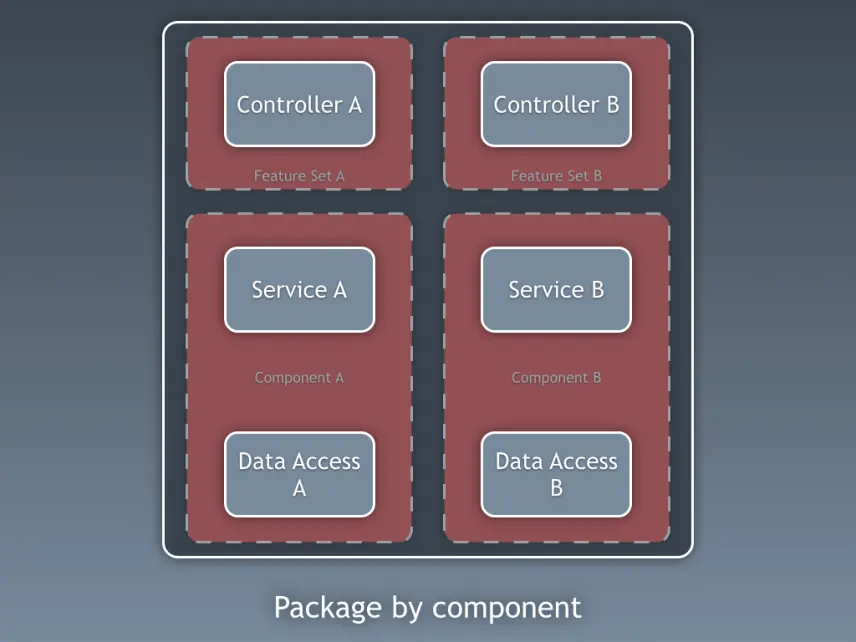 Controller A
Controller B
Feature Set A
Feature Set B
Service A
Service B
Component A
Component B
Data Access
A
Data Access
B
Package by component